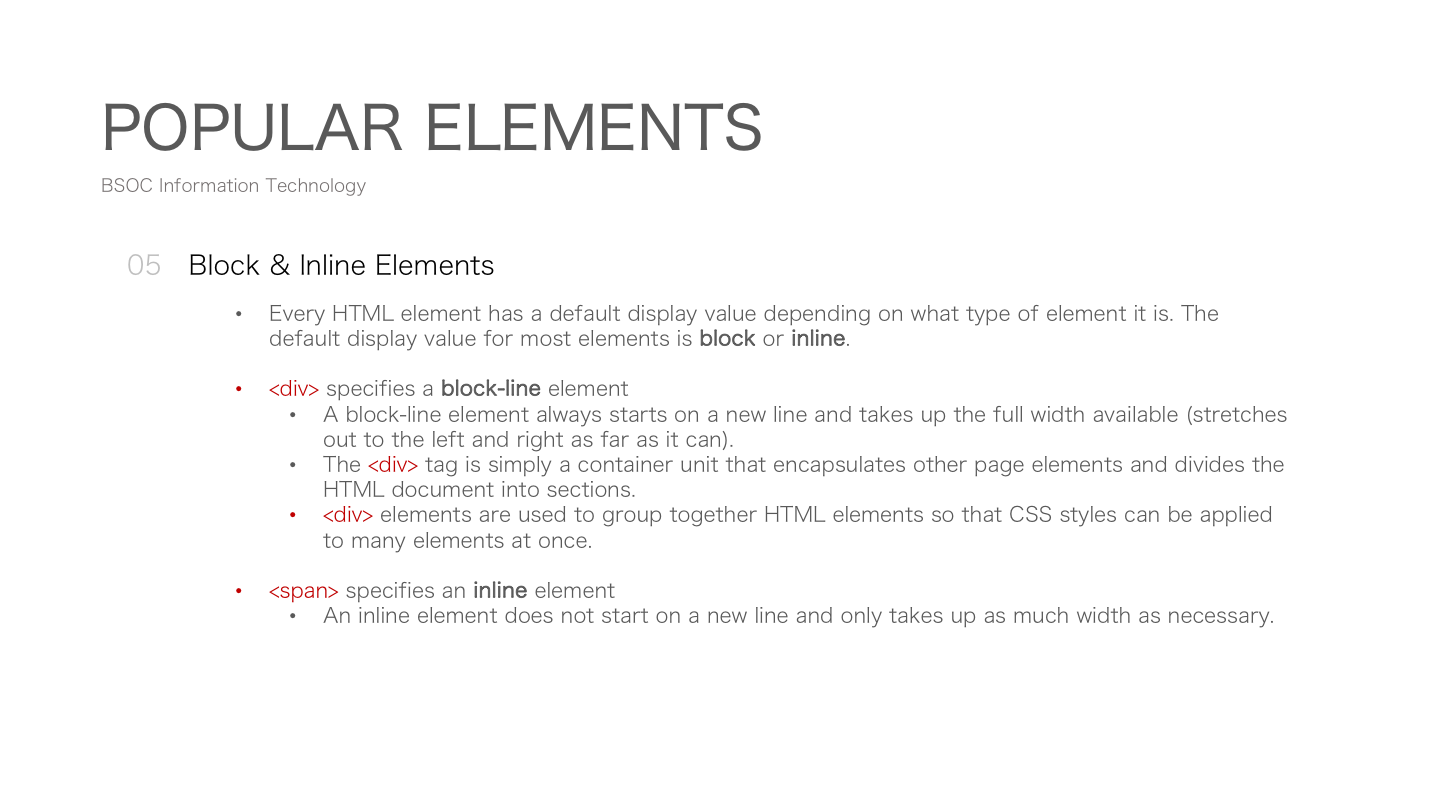 POPULAR ELEMENTS
BSOC Information Technology
05 Block & Inline Elements
• Every HTML element has a default display value depending on what type of element it is. The
default display value for most elements is block or inline.
• <div> specifies a block-line element
• A block-line element always starts on a new line and takes up the full width available (stretches
out to the left and right as far as it can).
• The <div> tag is simply a container unit that encapsulates other page elements and divides the
HTML document into sections.
• <div> elements are used to group together HTML elements so that CSS styles can be applied
to many elements at once.
• <span> specifies an inline element
• An inline element does not start on a new line and only takes up as much width as necessary.